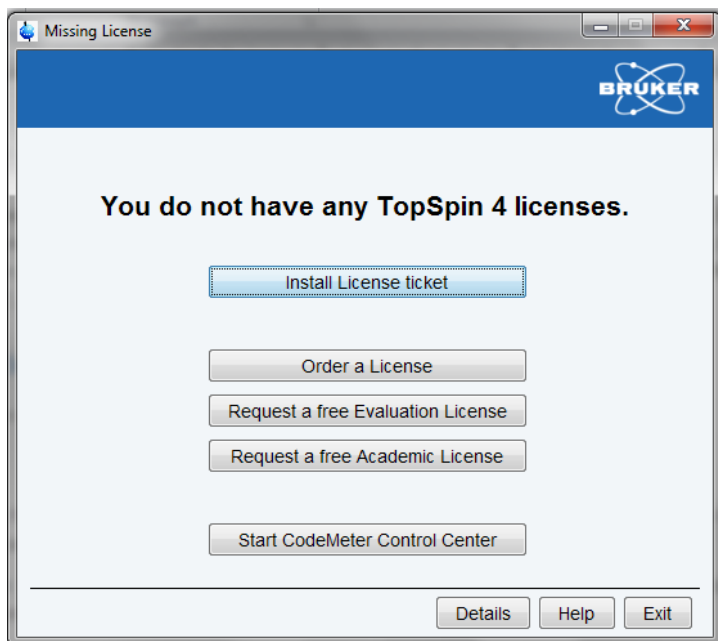 Missing License
BRUKER
You do not have any TopSpin 4 licenses.
Install License ticket
Order a License
Request a free Evaluation License
Request a free Academic License
Start CodeMeter Control Center
Details Help Exit